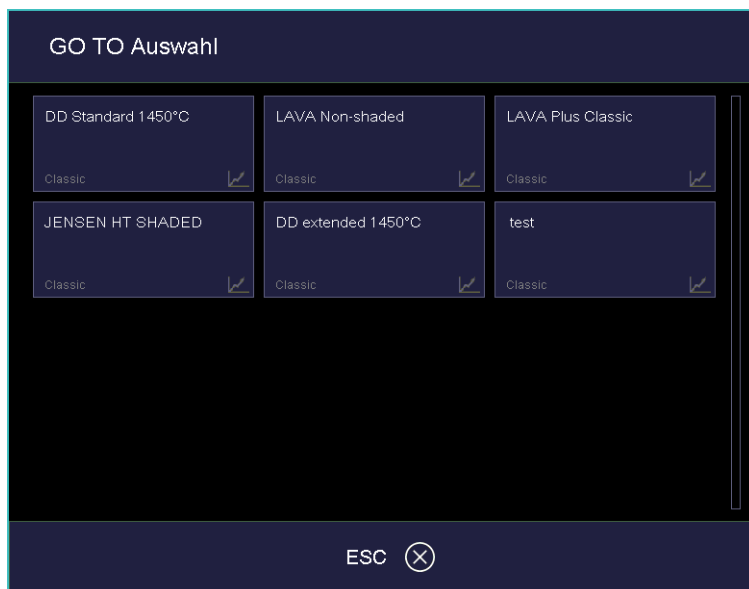 GO TO Auswahl
DD Standard 1450°C
Classic
LAVA Non-shaded
Classic
LAVA Plus Classic
Classic
JENSEN HT SHADED
Classic
DD extended 1450°C
Classic
test
Classic
ESC